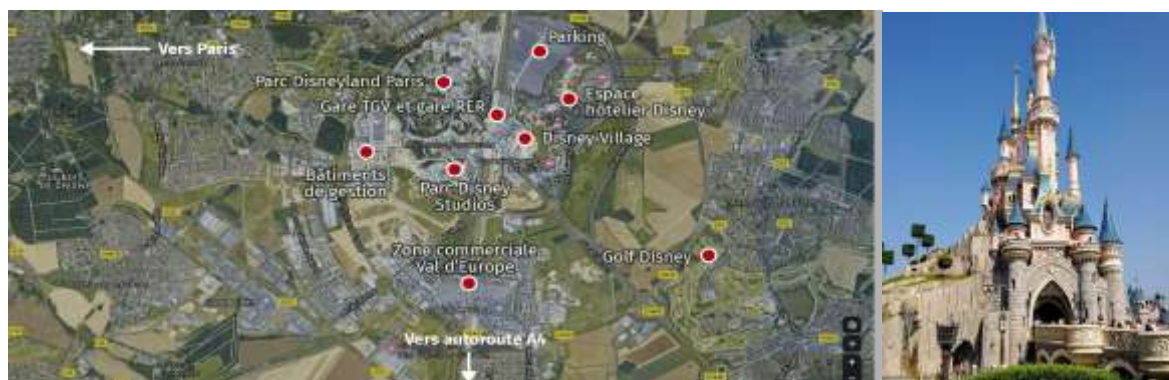 Vers Paris
Parking
Parc Disneyland Paris
Gare TGV et gare RER
Espace
hôtelier Disney
Disney Village
Bâtiments
de gestion
Parc Disney
Studios
Zone commerciale
Val d'Europe
Golf Disney
Vers autoroute A4